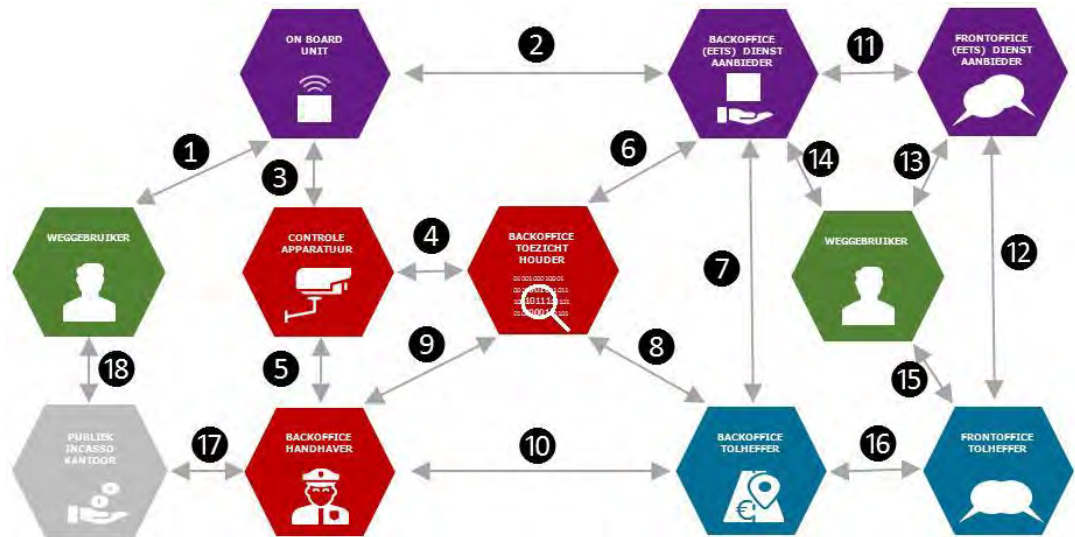 ON BOARD
UNIT
2
BACKOFFICE
(EETS) DIENST
AANBIEDER
11
FRONTOFFICE
(EETS) DIENST
AANBIEDER
1
3
6
14
13
WEGGEBRUIKER
CONTROLE
APPARATUUR
4
BACKOFFICE
TOEZICHT
HOUDER
7
WEGGEBRUIKER
12
18
5
9
8
15
PUBLIEK
INCASSO
KANTOOR
17
BACKOFFICE
HANDHAVER
10
BACKOFFICE
TOLHEFFER
€
16
FRONTOFFICE
TOLHEFFER